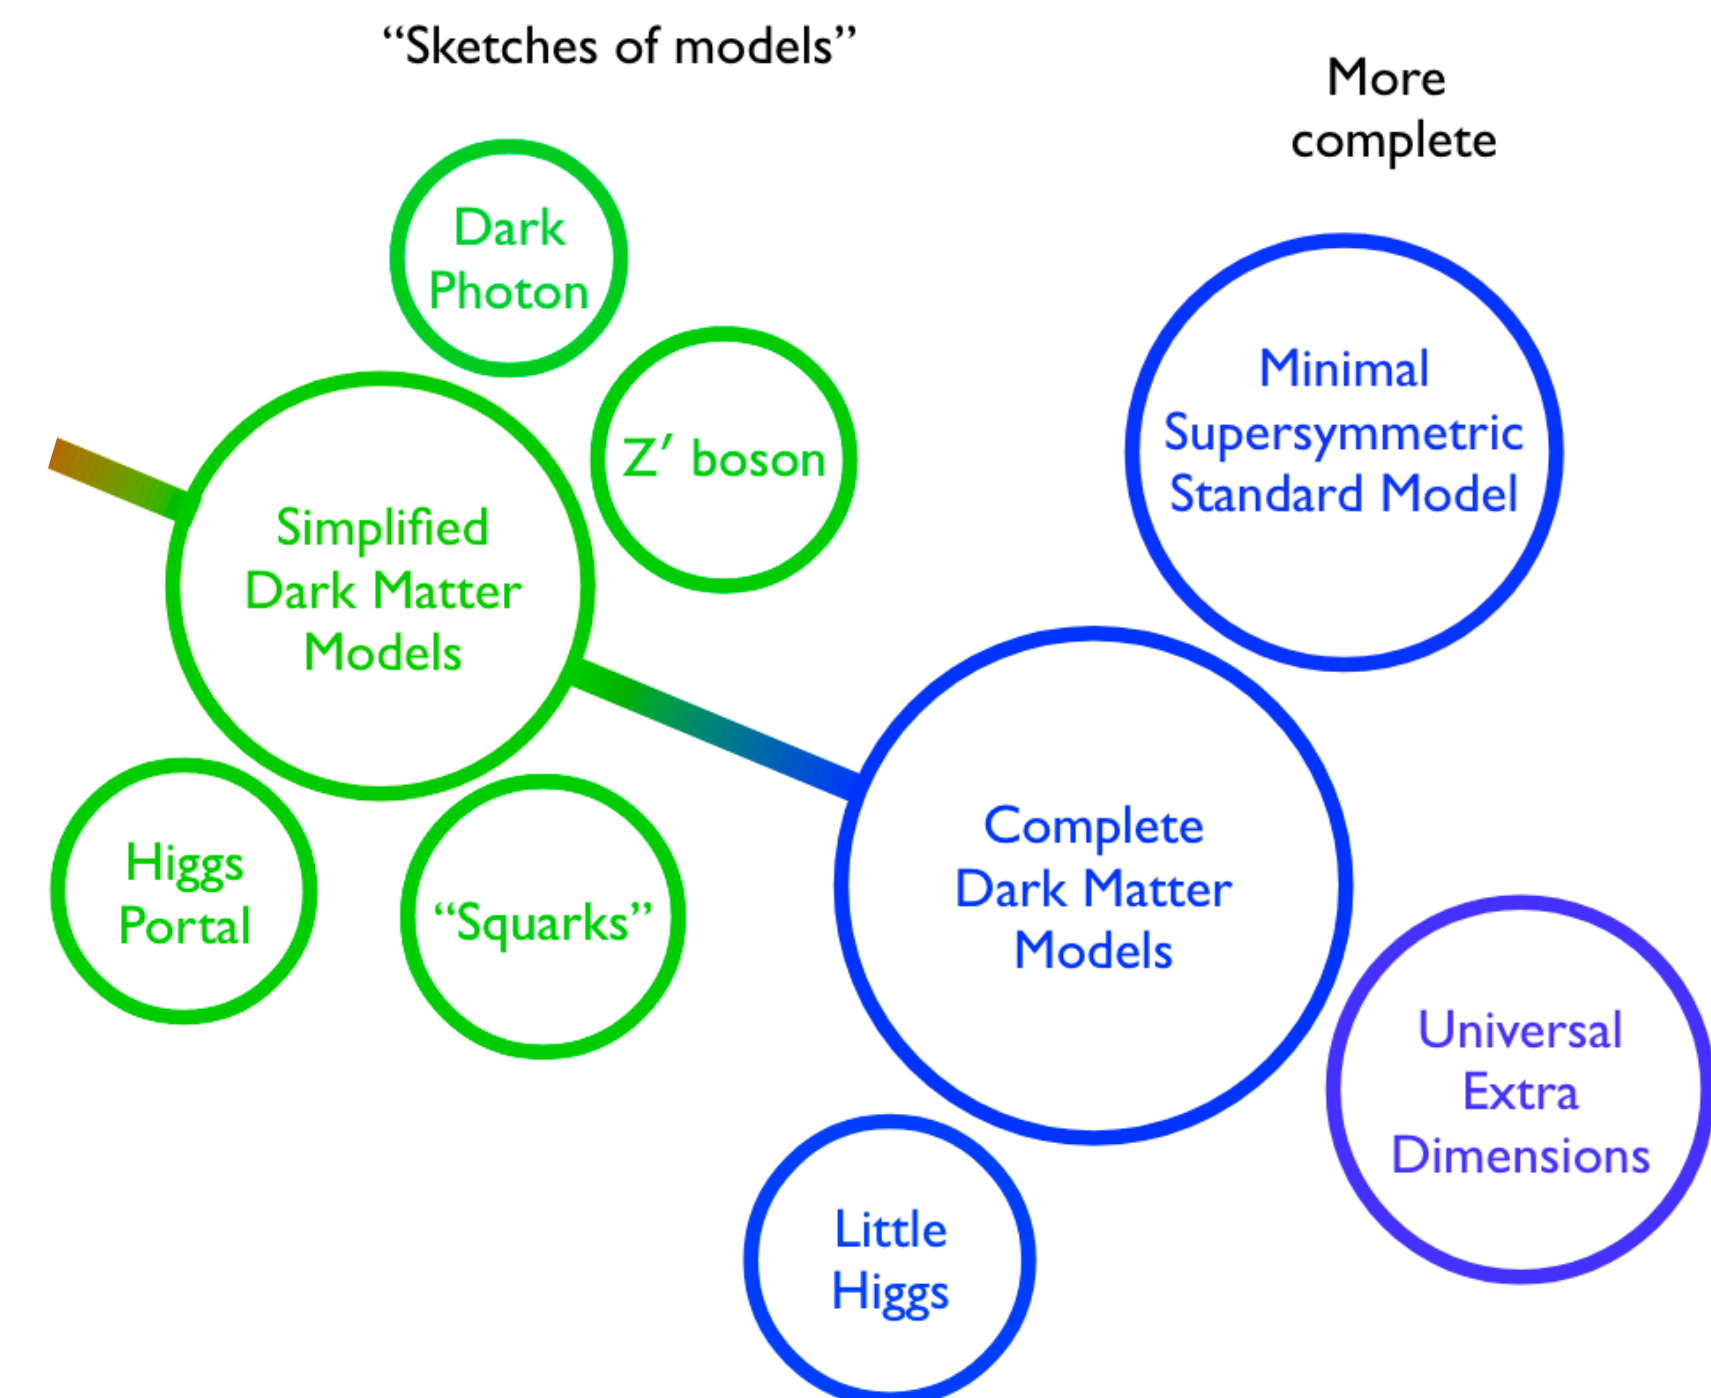 “Sketches of models”
More
complete
Dark
Photon
Z′ boson
Simplified
Dark Matter
Models
Higgs
Portal
“Squarks”
Minimal
Supersymmetric
Standard Model
Complete
Dark Matter
Models
Universal
Extra
Dimensions
Little
Higgs